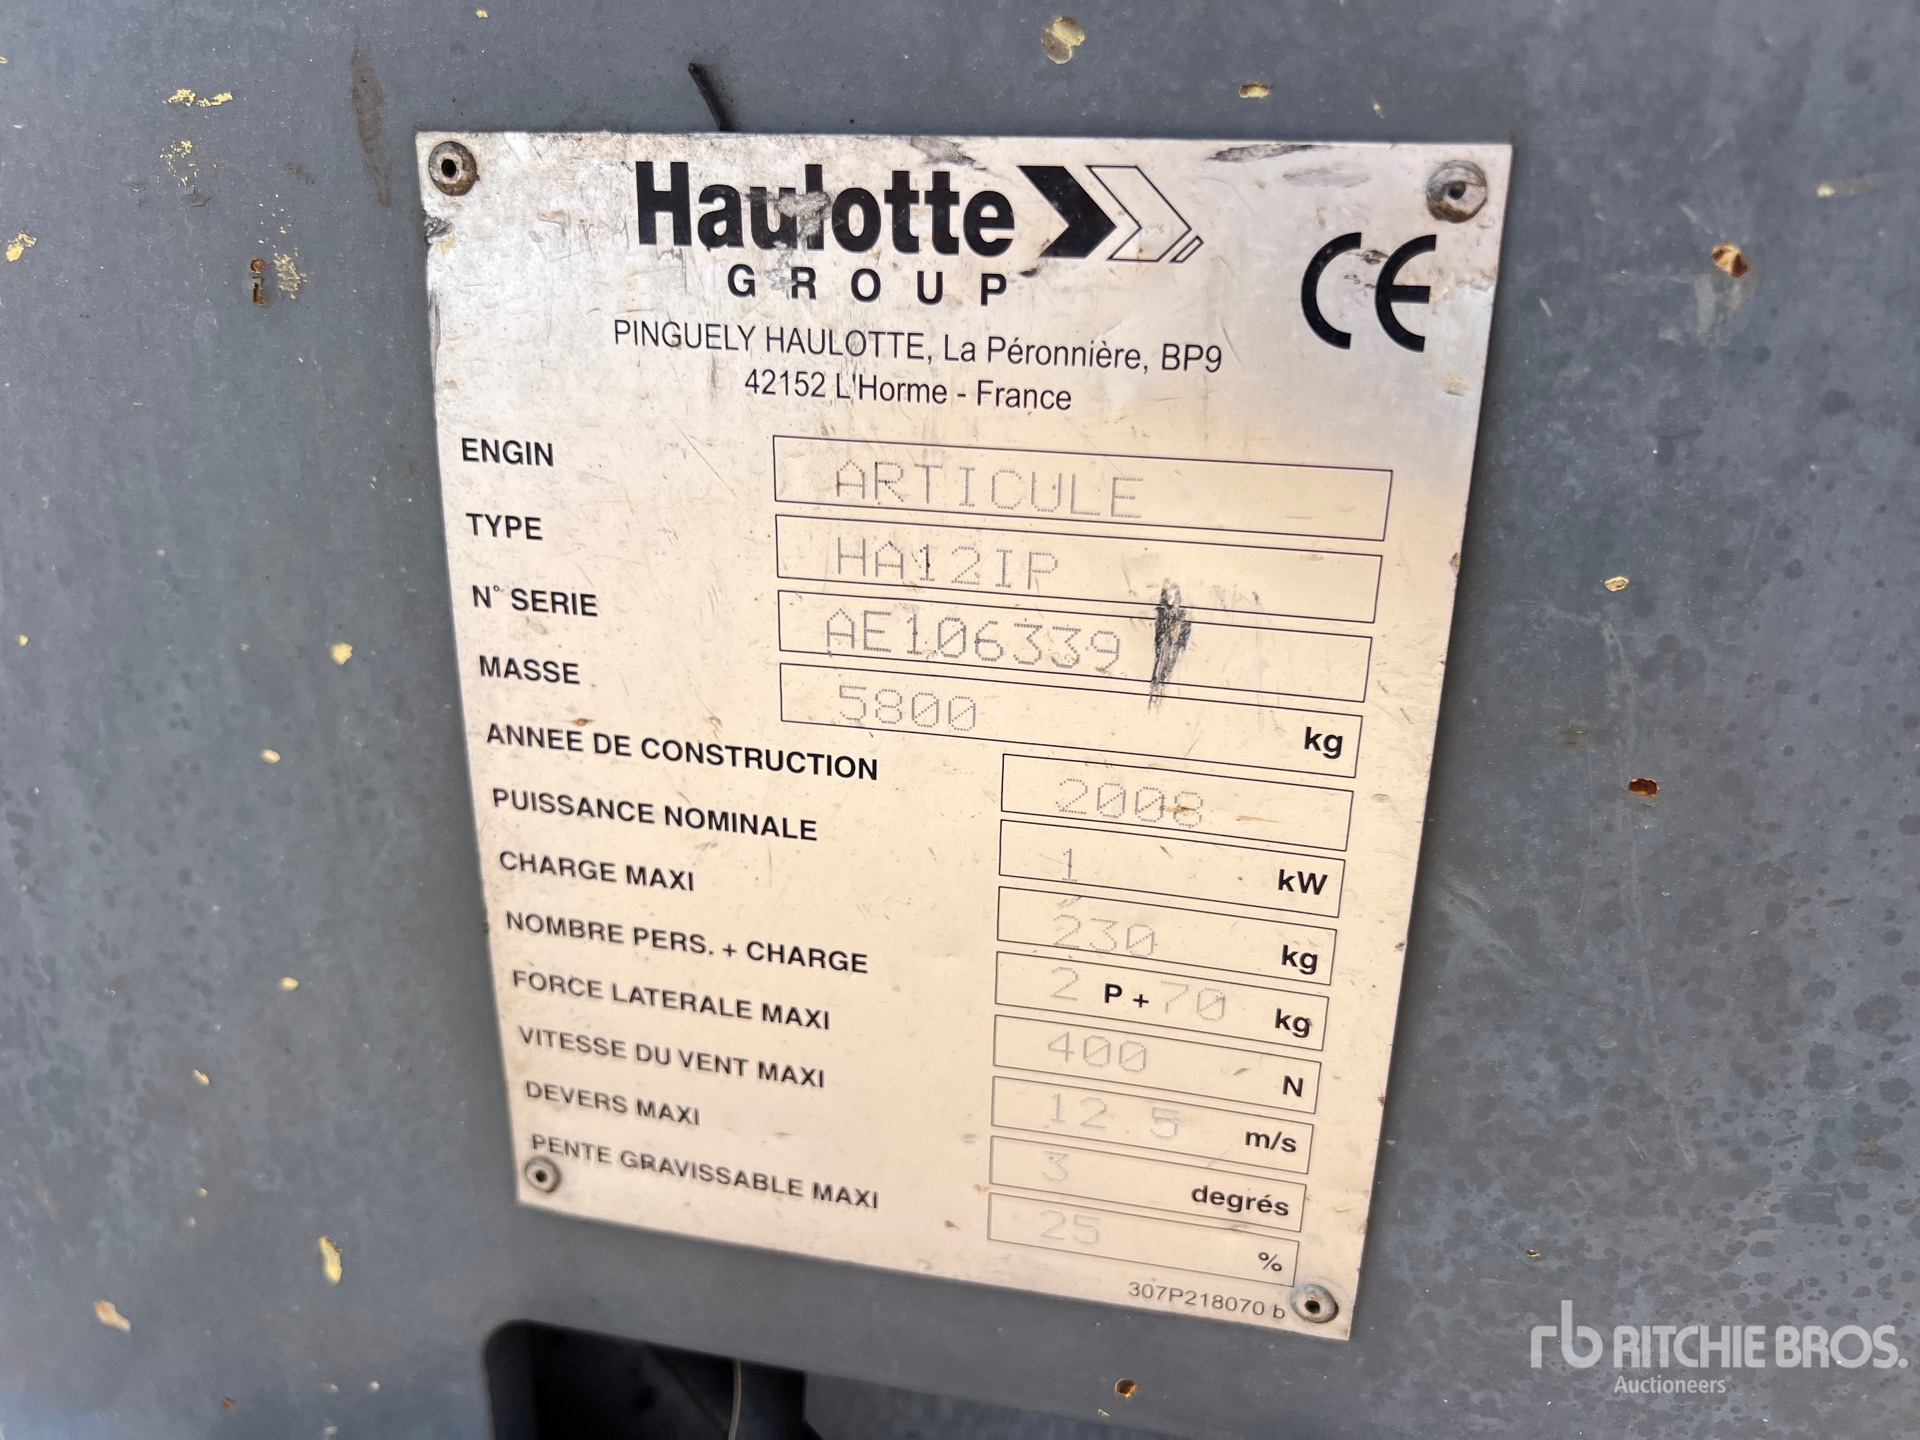 Haulotte
GROUP
CE
PINGUELY HAULOTTE, La Péronnière, BP9
42152 L'Horme - France
ENGIN ARTICULE
TYPE HA12IP
N° SERIE AE106339
MASSE 5800 kg
ANNEE DE CONSTRUCTION 2008
PUISSANCE NOMINALE 1 kW
CHARGE MAXI 230 kg
NOMBRE PERS. + CHARGE 2 P + 70 kg
FORCE LATERALE MAXI 400 N
VITESSE DU VENT MAXI 12.5 m/s
DEVERS MAXI 3 degrés
PENTE GRAVISSABLE MAXI 25 %
307P218070 b
rb RITCHIE BROS.
Auctioneers